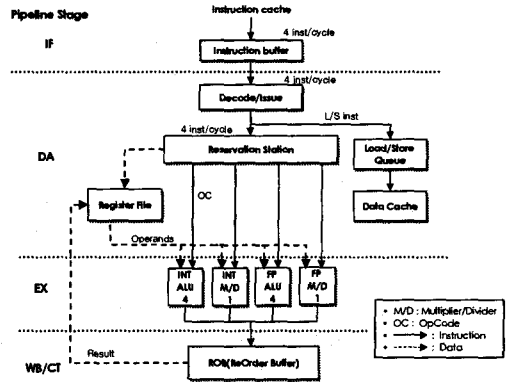 Pipeline Stage
Instruction cache
4 inst/cycle
IF
Instruction buffer
4 inst/cycle
Decode/Issue
L/S inst
4 inst/cycle
Reservation Station
Load/Store
Queue
DA
OC
Register File
Data Cache
Operands
EX
INT
ALU
4
INT
M/D
1
FP
ALU
4
FP
M/D
1
M/D : Multiplier/Divider
OC : OpCode
: Instruction
: Data
Result
ROB(ReOrder Buffer)
WB/CT